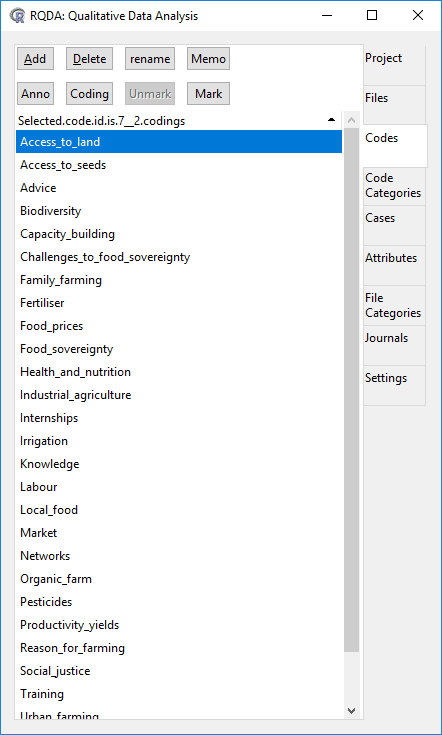 RQDA: Qualitative Data Analysis
Add Delete rename Memo
Anno Coding Unmark Mark
Selected.code.id.is.7__2.codings
Access_to_land
Access_to_seeds
Advice
Biodiversity
Capacity_building
Challenges_to_food_sovereignty
Family_farming
Fertiliser
Food_prices
Food_sovereignty
Health_and_nutrition
Industrial_agriculture
Internships
Irrigation
Knowledge
Labour
Local_food
Market
Networks
Organic_farm
Pesticides
Productivity_yields
Reason_for_farming
Social_justice
Training
Urban_farming
Project
Files
Codes
Code
Categories
Cases
Attributes
File
Categories
Journals
Settings